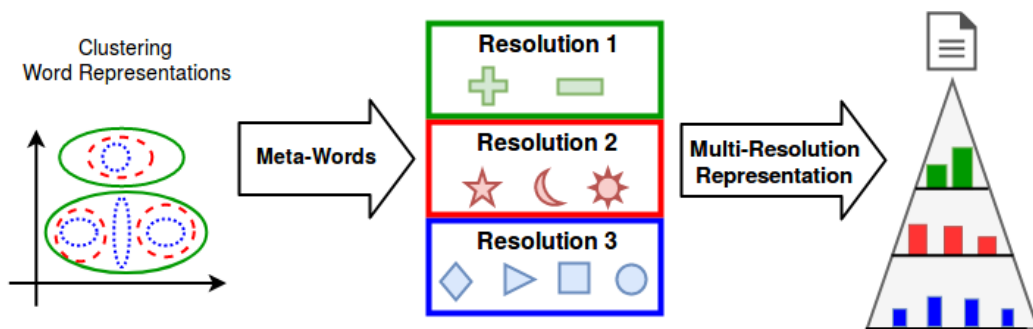 Clustering
Word Representations
Meta-Words
Resolution 1
Resolution 2
Resolution 3
Multi-Resolution
Representation